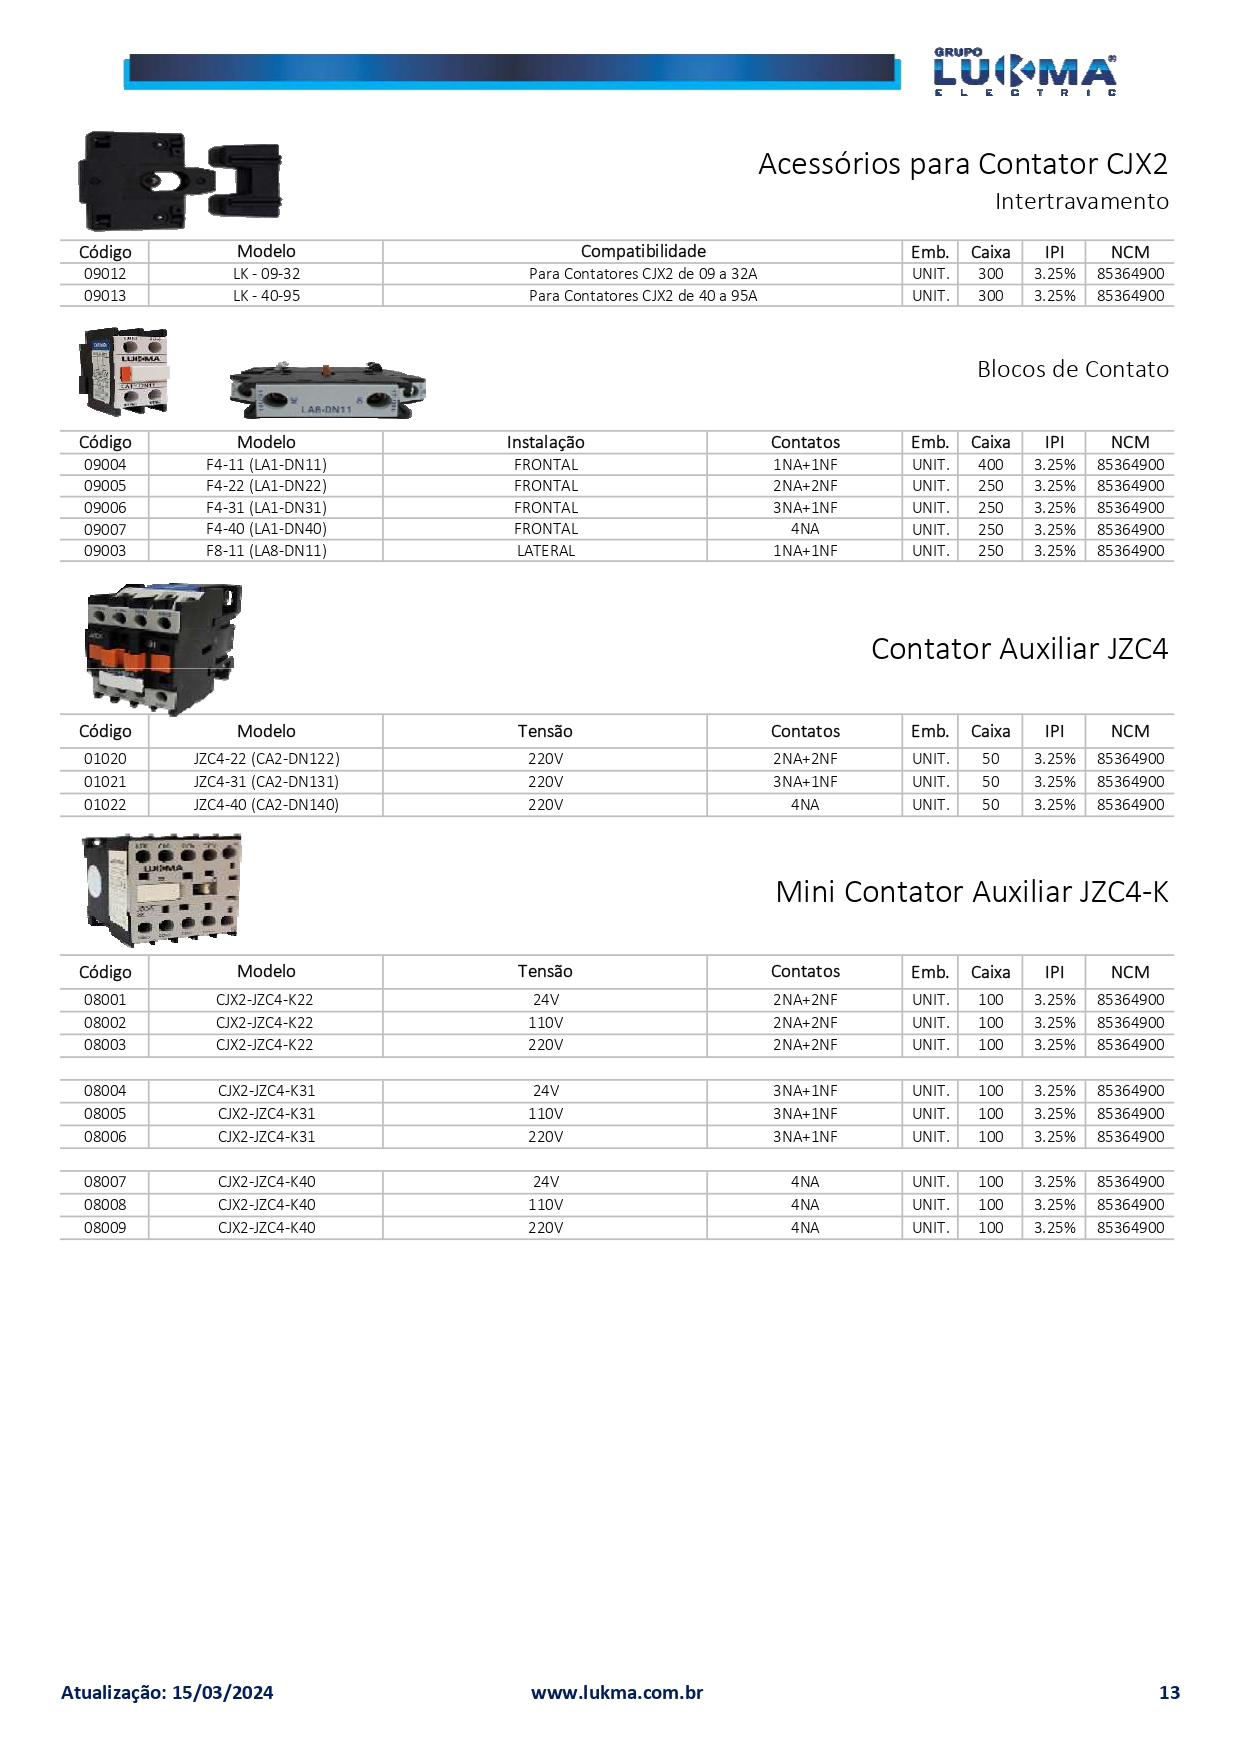 GRUPO
LUKMA®
ELECTRIC
Acessórios para Contator CJX2
Intertravamento
Código Modelo Compatibilidade Emb. Caixa IPI NCM
09012 LK - 09-32 Para Contatores CJX2 de 09 a 32A UNIT. 300 3.25% 85364900
09013 LK - 40-95 Para Contatores CJX2 de 40 a 95A UNIT. 300 3.25% 85364900
LUKMA
LA8-DN11
Blocos de Contato
Código Modelo Instalação Contatos Emb. Caixa IPI NCM
09004 F4-11 (LA1-DN11) FRONTAL 1NA+1NF UNIT. 400 3.25% 85364900
09005 F4-22 (LA1-DN22) FRONTAL 2NA+2NF UNIT. 250 3.25% 85364900
09006 F4-31 (LA1-DN31) FRONTAL 3NA+1NF UNIT. 250 3.25% 85364900
09007 F4-40 (LA1-DN40) FRONTAL 4NA UNIT. 250 3.25% 85364900
09003 F8-11 (LA8-DN11) LATERAL 1NA+1NF UNIT. 250 3.25% 85364900
Contator Auxiliar JZC4
Código Modelo Tensão Contatos Emb. Caixa IPI NCM
01020 JZC4-22 (CA2-DN122) 220V 2NA+2NF UNIT. 50 3.25% 85364900
01021 JZC4-31 (CA2-DN131) 220V 3NA+1NF UNIT. 50 3.25% 85364900
01022 JZC4-40 (CA2-DN140) 220V 4NA UNIT. 50 3.25% 85364900
LUKMA
Mini Contator Auxiliar JZC4-K
Código Modelo Tensão Contatos Emb. Caixa IPI NCM
08001 CJX2-JZC4-K22 24V 2NA+2NF UNIT. 100 3.25% 85364900
08002 CJX2-JZC4-K22 110V 2NA+2NF UNIT. 100 3.25% 85364900
08003 CJX2-JZC4-K22 220V 2NA+2NF UNIT. 100 3.25% 85364900
08004 CJX2-JZC4-K31 24V 3NA+1NF UNIT. 100 3.25% 85364900
08005 CJX2-JZC4-K31 110V 3NA+1NF UNIT. 100 3.25% 85364900
08006 CJX2-JZC4-K31 220V 3NA+1NF UNIT. 100 3.25% 85364900
08007 CJX2-JZC4-K40 24V 4NA UNIT. 100 3.25% 85364900
08008 CJX2-JZC4-K40 110V 4NA UNIT. 100 3.25% 85364900
08009 CJX2-JZC4-K40 220V 4NA UNIT. 100 3.25% 85364900
Atualização: 15/03/2024 www.lukma.com.br 13